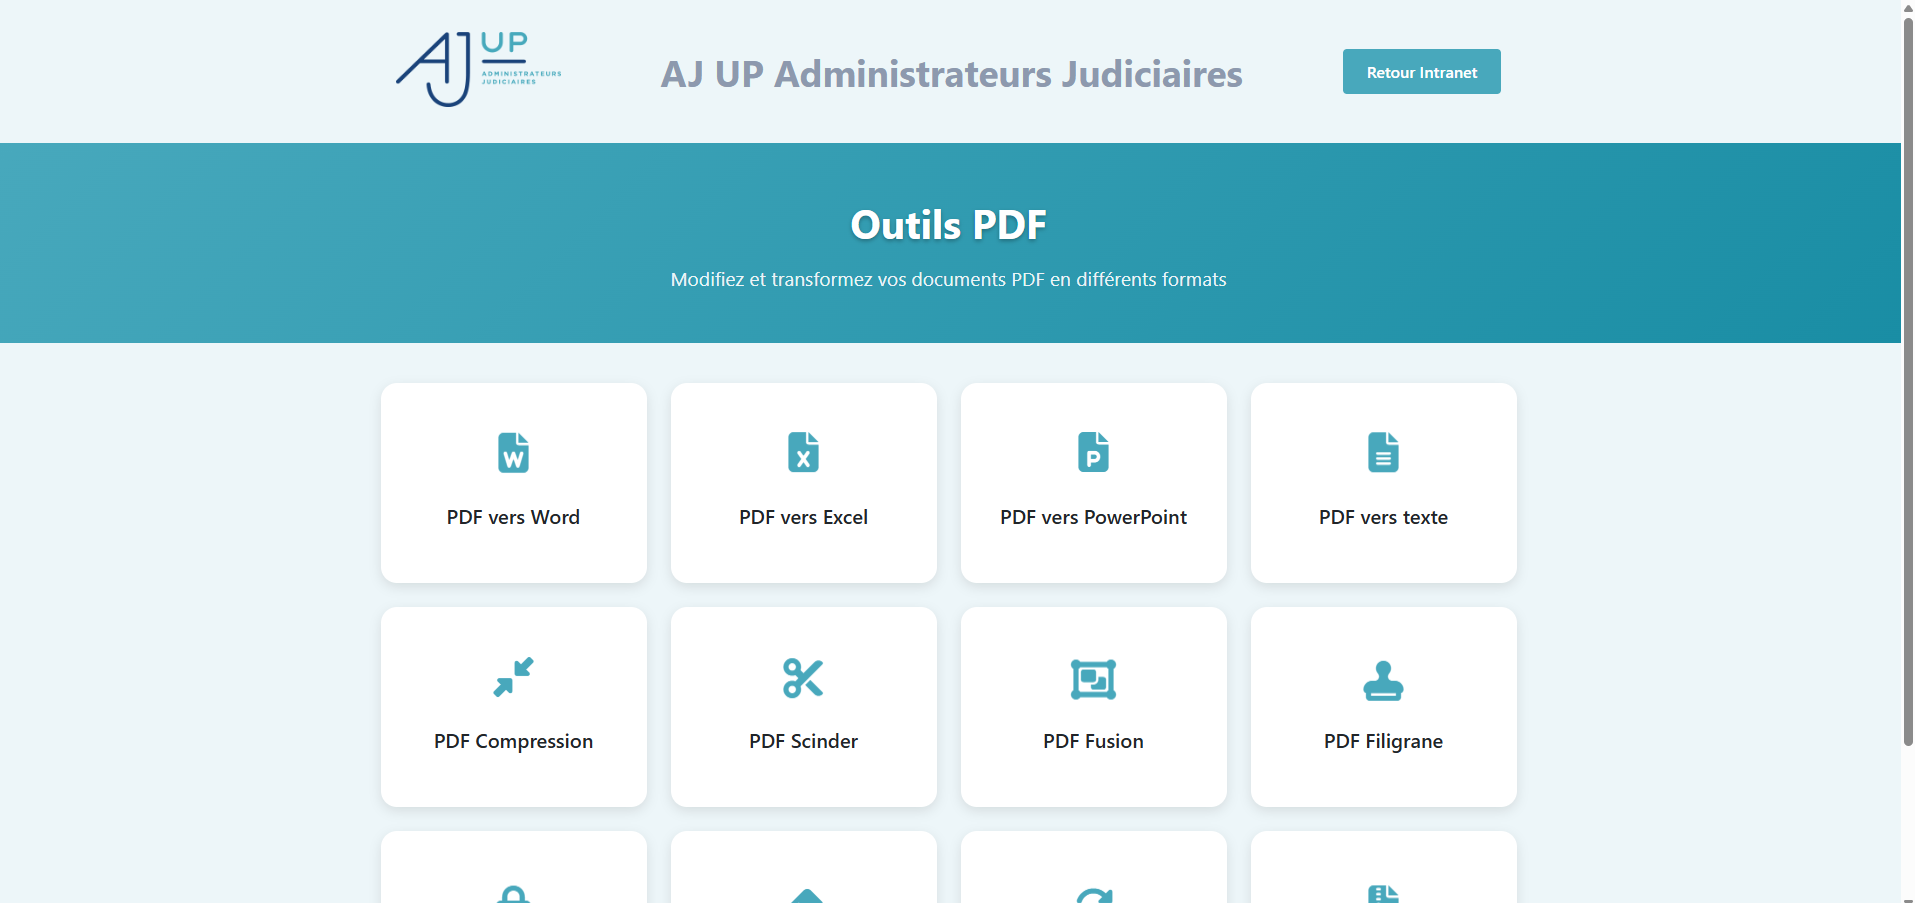 AJ UP
ADMINISTRATEURS
JUDICIAIRES
AJ UP Administrateurs Judiciaires
Retour Intranet
Outils PDF
Modifiez et transformez vos documents PDF en différents formats
W
X
P
PDF vers Word
PDF vers Excel
PDF vers PowerPoint
PDF vers texte
PDF Compression
PDF Scinder
PDF Fusion
PDF Filigrane